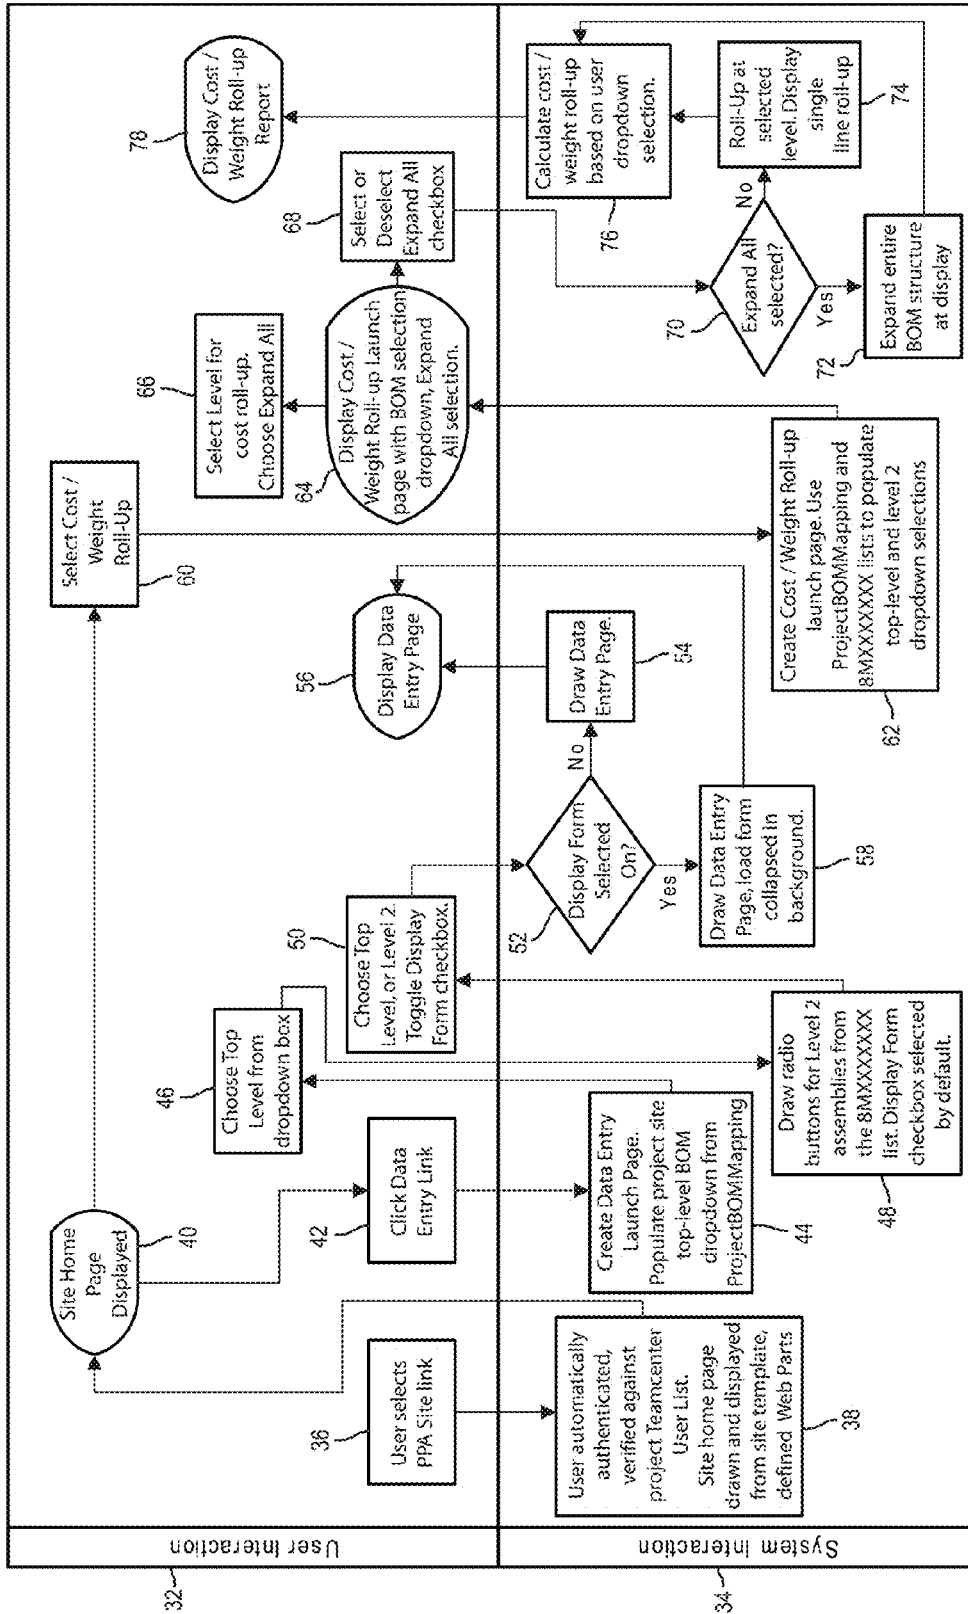 User Interaction
32
System Interaction
34
User selects
PPA Site link
36
User automatically
authenticated,
verified against
project Teamcenter
User List.
Site home page
drawn and displayed
from site template,
defined Web Parts
38
Site Home
Page
Displayed
40
Click Data
Entry Link
42
Create Data Entry
Launch Page.
Populate project site
top-level BOM
dropdown from
ProjectBOMMapping
44
Choose Top
Level from
dropdown box
46
Draw radio
buttons for Level 2
assemblies from
the 8MXXXXXXX
list. Display Form
checkbox selected
by default.
48
Choose Top
Level, or Level 2.
Toggle Display
Form checkbox.
50
Display Form
Selected
On?
52
No
Yes
Draw Data
Entry Page.
54
Display Data
Entry Page
56
Draw Data Entry
Page, load form
collapsed in
background.
58
Select Cost /
Weight
Roll-Up
60
Create Cost / Weight Roll-up
launch page. Use
ProjectBOMMapping and
8MXXXXXXX lists to populate
top-level and level 2
dropdown selections
62
Display Cost /
Weight Roll-up Launch
page with BOM selection
dropdown, Expand
All selection.
64
Select Level for
cost roll-up.
Choose Expand All
66
Select or
Deselect
Expand All
checkbox
68
Expand All
selected?
70
No
Yes
Expand entire
BOM structure
at display
72
Roll-Up at
selected
level. Display
single
line roll-up
74
Calculate cost /
weight roll-up
based on user
dropdown
selection.
76
Display Cost /
Weight Roll-up
Report
78